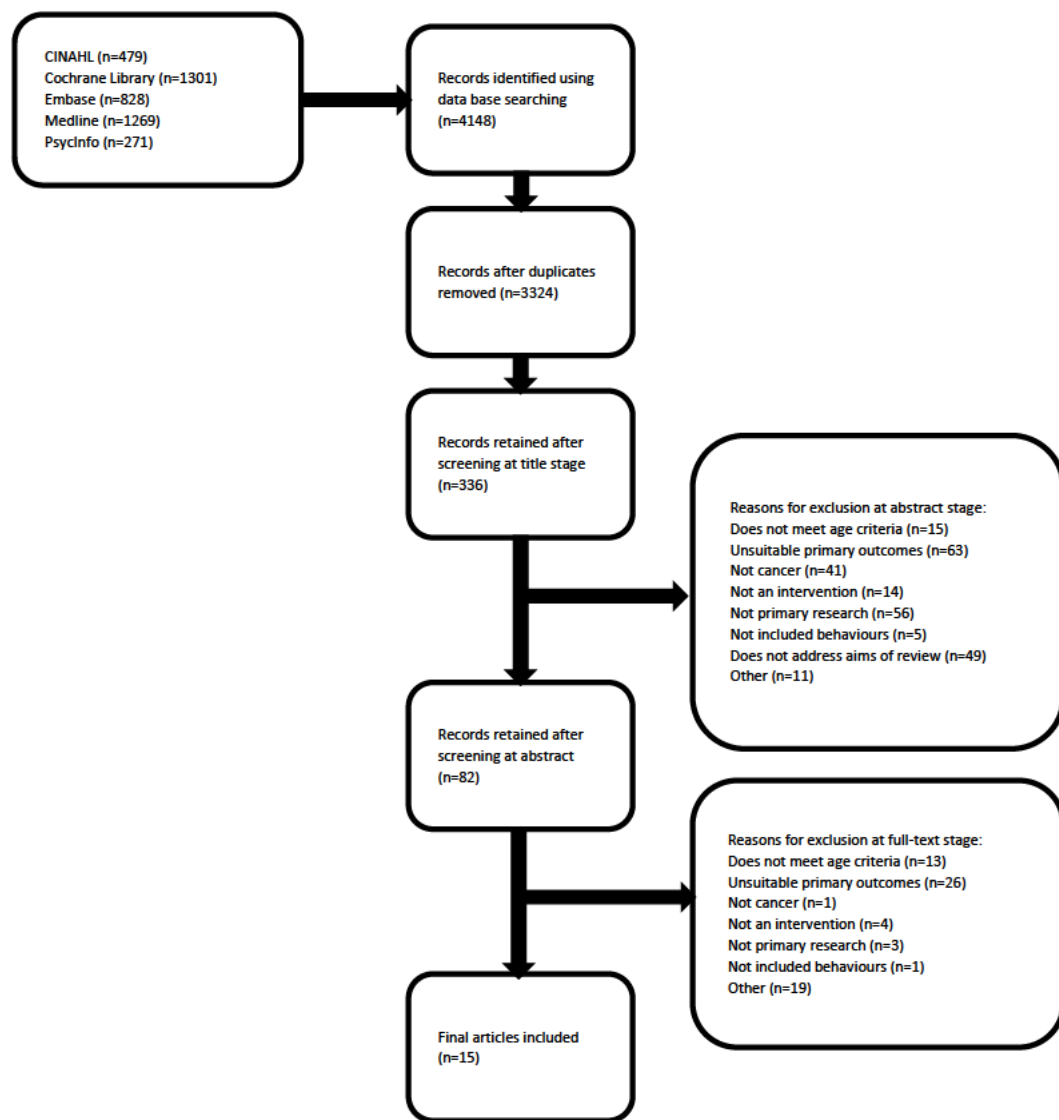 CINAHL (n=479)
Cochrane Library (n=1301)
Embase (n=828)
Medline (n=1269)
PsycInfo (n=271)
Records identified using
data base searching
(n=4148)
Records after duplicates
removed (n=3324)
Records retained after
screening at title stage
(n=336)
Reasons for exclusion at abstract stage:
Does not meet age criteria (n=15)
Unsuitable primary outcomes (n=63)
Not cancer (n=41)
Not an intervention (n=14)
Not primary research (n=56)
Not included behaviours (n=5)
Does not address aims of review (n=49)
Other (n=11)
Records retained after
screening at abstract
(n=82)
Reasons for exclusion at full-text stage:
Does not meet age criteria (n=13)
Unsuitable primary outcomes (n=26)
Not cancer (n=1)
Not an intervention (n=4)
Not primary research (n=3)
Not included behaviours (n=1)
Other (n=19)
Final articles included
(n=15)